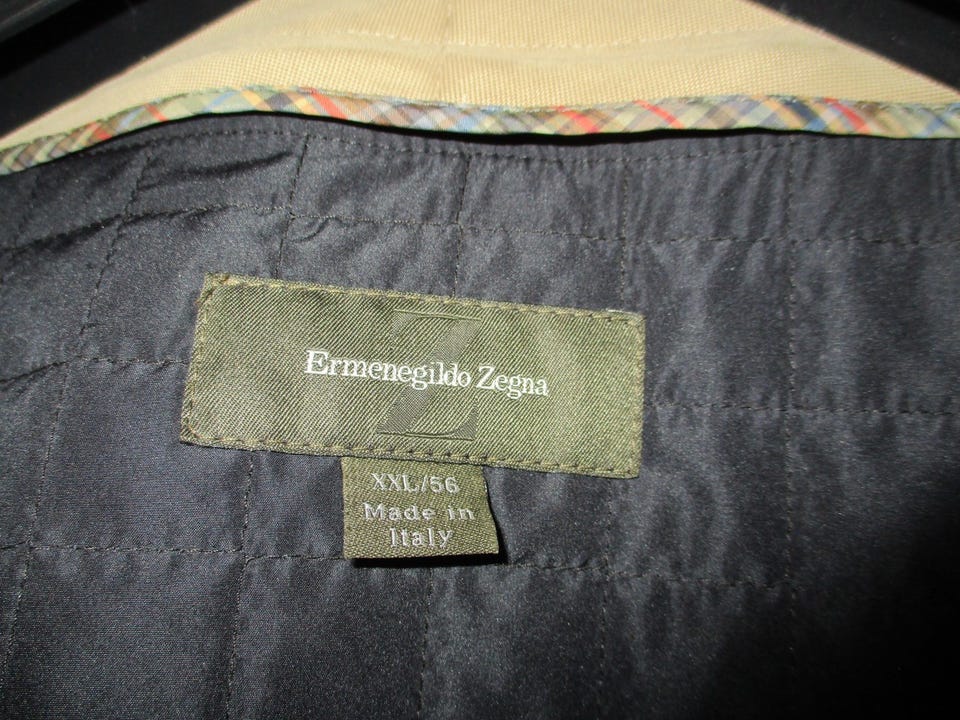 Z
Ermenegildo Zegna
XXL/56
Made in
Italy